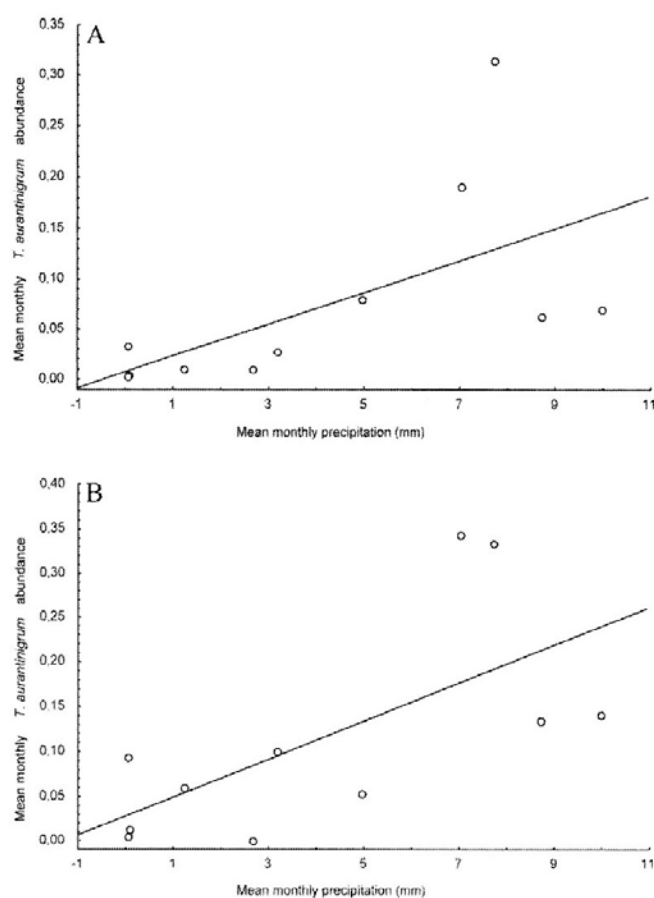 A
0,35
0,30
0,25
0,20
0,15
0,10
0,05
0,00
Mean monthly T. aurantinigrum abundance
-1 1 3 5 7 9 11
Mean monthly precipitation (mm)
B
0,40
0,35
0,30
0,25
0,20
0,15
0,10
0,05
0,00
Mean monthly T. aurantinigrum abundance
-1 1 3 5 7 9 11
Mean monthly precipitation (mm)